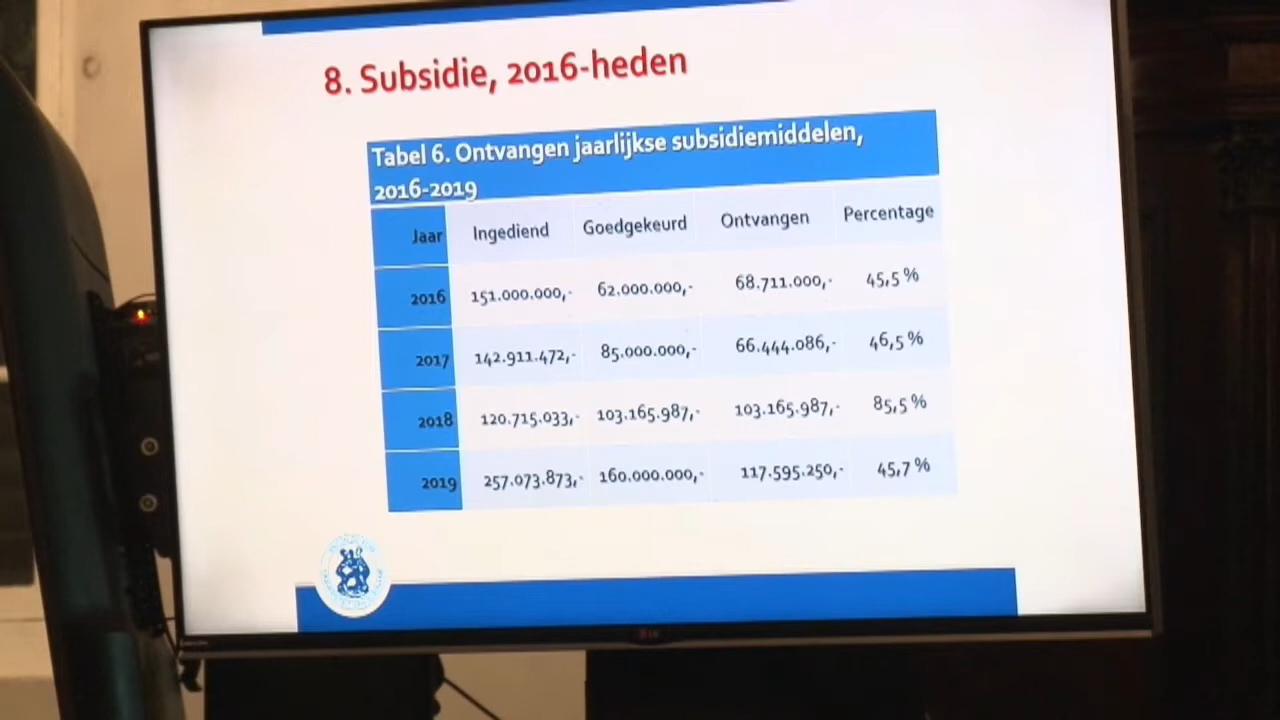 8. Subsidie, 2016-heden
Tabel 6. Ontvangen jaarlijkse subsidiemiddelen,
2016-2019
Jaar Ingediend Goedgekeurd Ontvangen Percentage
2016 151.000.000,- 62.000.000,- 68.711.000,- 45,5 %
2017 142.911.472,- 85.000.000,- 66.444.086,- 46,5 %
2018 120.715.033,- 103.165.987,- 103.165.987,- 85,5 %
2019 257.073.873,- 160.000.000,- 117.595.250,- 45,7 %
LG